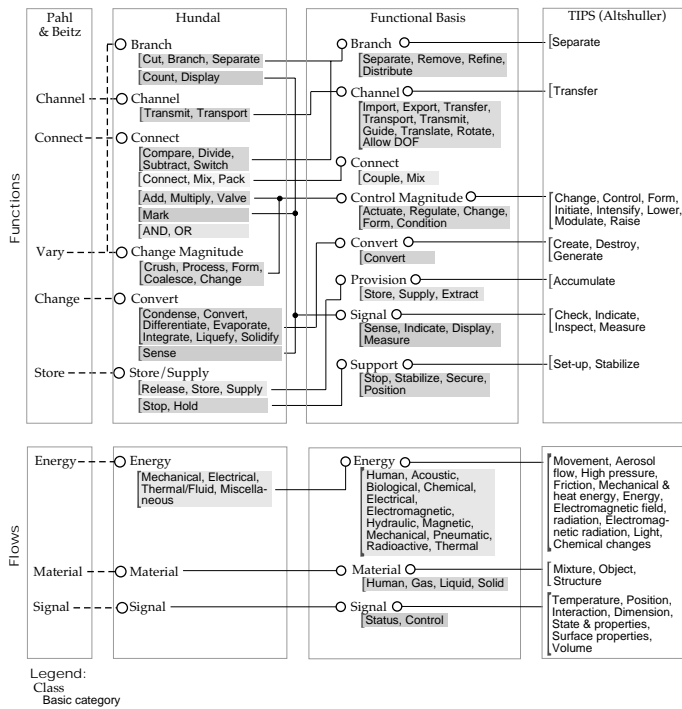 Pahl
& Beitz
Hundal
Functional Basis
TIPS (Altshuller)
Functions
Channel
Connect
Vary
Change
Store
Branch
Cut, Branch, Separate
Count, Display
Channel
Transmit, Transport
Connect
Compare, Divide,
Subtract, Switch
Connect, Mix, Pack
Add, Multiply, Valve
Mark
AND, OR
Change Magnitude
Crush, Process, Form,
Coalesce, Change
Convert
Condense, Convert,
Differentiate, Evaporate,
Integrate, Liquefy, Solidify
Sense
Store/Supply
Release, Store, Supply
Stop, Hold
Branch
Separate, Remove, Refine,
Distribute
Channel
Import, Export, Transfer,
Transport, Transmit,
Guide, Translate, Rotate,
Allow DOF
Connect
Couple, Mix
Control Magnitude
Actuate, Regulate, Change,
Form, Condition
Convert
Convert
Provision
Store, Supply, Extract
Signal
Sense, Indicate, Display,
Measure
Support
Stop, Stabilize, Secure,
Position
Separate
Transfer
Change, Control, Form,
Initiate, Intensify, Lower,
Modulate, Raise
Create, Destroy,
Generate
Accumulate
Check, Indicate,
Inspect, Measure
Set-up, Stabilize
Flows
Energy
Material
Signal
Energy
Mechanical, Electrical,
Thermal/Fluid, Miscella-
neous
Material
Signal
Energy
Human, Acoustic,
Biological, Chemical,
Electrical,
Electromagnetic,
Hydraulic, Magnetic,
Mechanical, Pneumatic,
Radioactive, Thermal
Material
Human, Gas, Liquid, Solid
Signal
Status, Control
Movement, Aerosol
flow, High pressure,
Friction, Mechanical &
heat energy, Energy,
Electromagnetic field,
radiation, Electromag-
netic radiation, Light,
Chemical changes
Mixture, Object,
Structure
Temperature, Position,
Interaction, Dimension,
State & properties,
Surface properties,
Volume
Legend:
Class
Basic category